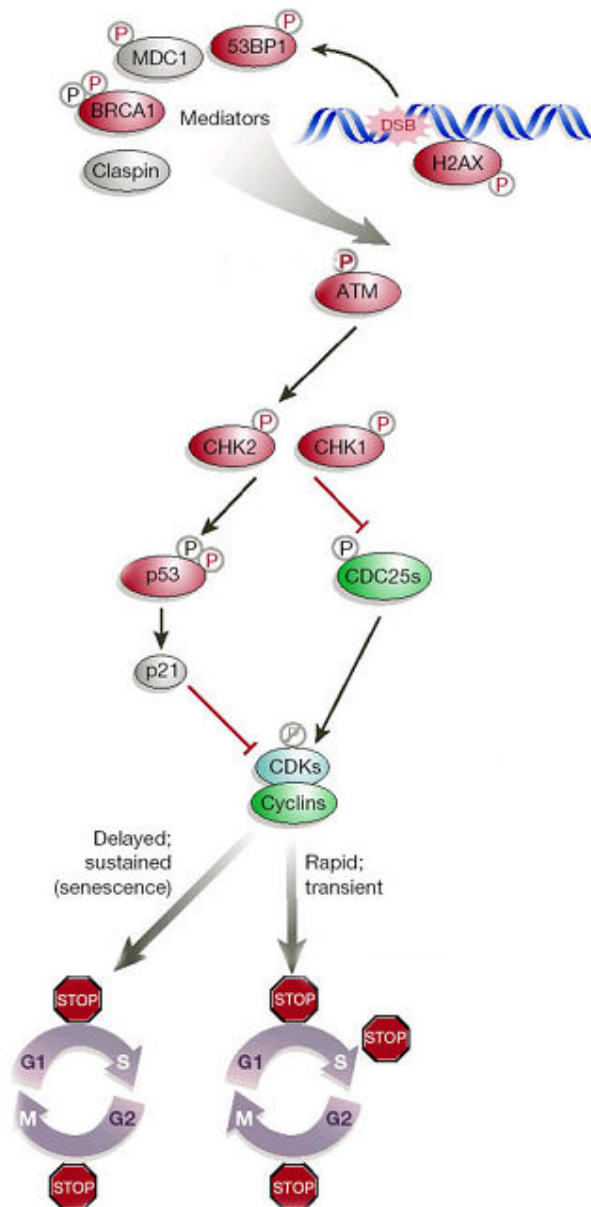 P
P
MDC1
53BP1
P
P
BRCA1
Mediators
DSB
Claspin
H2AX
P
P
ATM
P
P
CHK2
CHK1
P
P
P
p53
CDC25s
p21
P
CDKs
Cyclins
Delayed;
sustained
(senescence)
Rapid;
transient
STOP
STOP
STOP
G1
S
G1
S
M
G2
M
G2
STOP
STOP